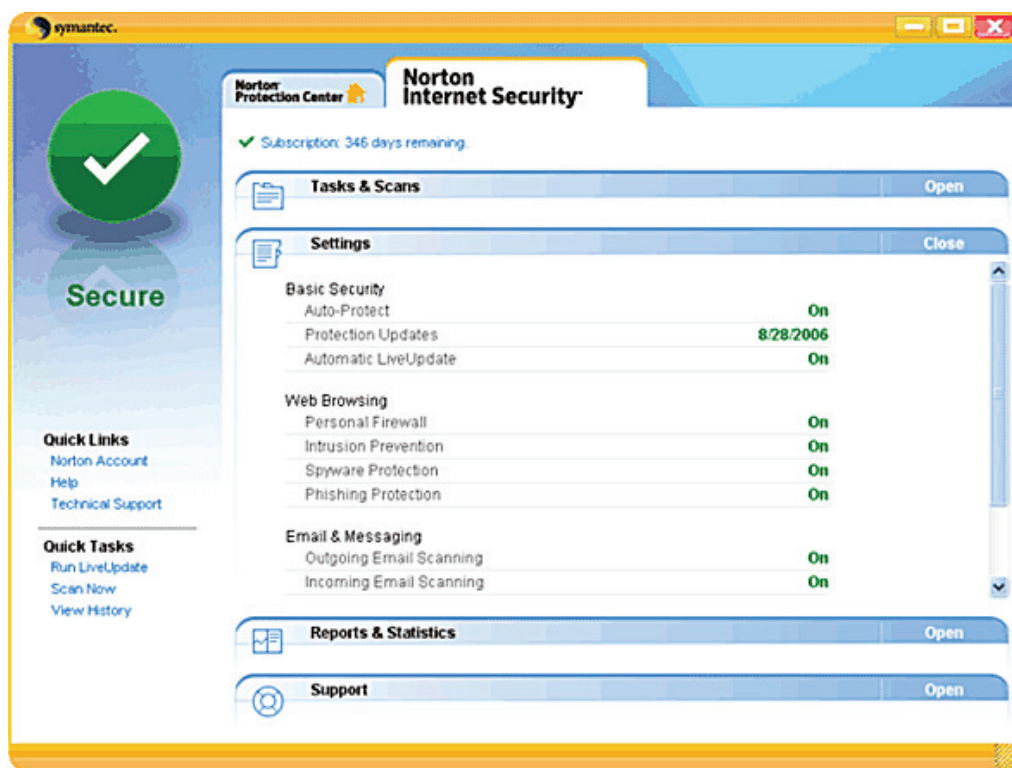 symantec.
Norton
Protection Center
Norton
Internet Security
Subscription: 346 days remaining.
Tasks & Scans Open
Settings Close
Basic Security
Auto-Protect On
Protection Updates 8/28/2006
Automatic LiveUpdate On
Web Browsing
Personal Firewall On
Intrusion Prevention On
Spyware Protection On
Phishing Protection On
Email & Messaging
Outgoing Email Scanning On
Incoming Email Scanning On
Reports & Statistics Open
Support Open
Secure
Quick Links
Norton Account
Help
Technical Support
Quick Tasks
Run LiveUpdate
Scan Now
View History